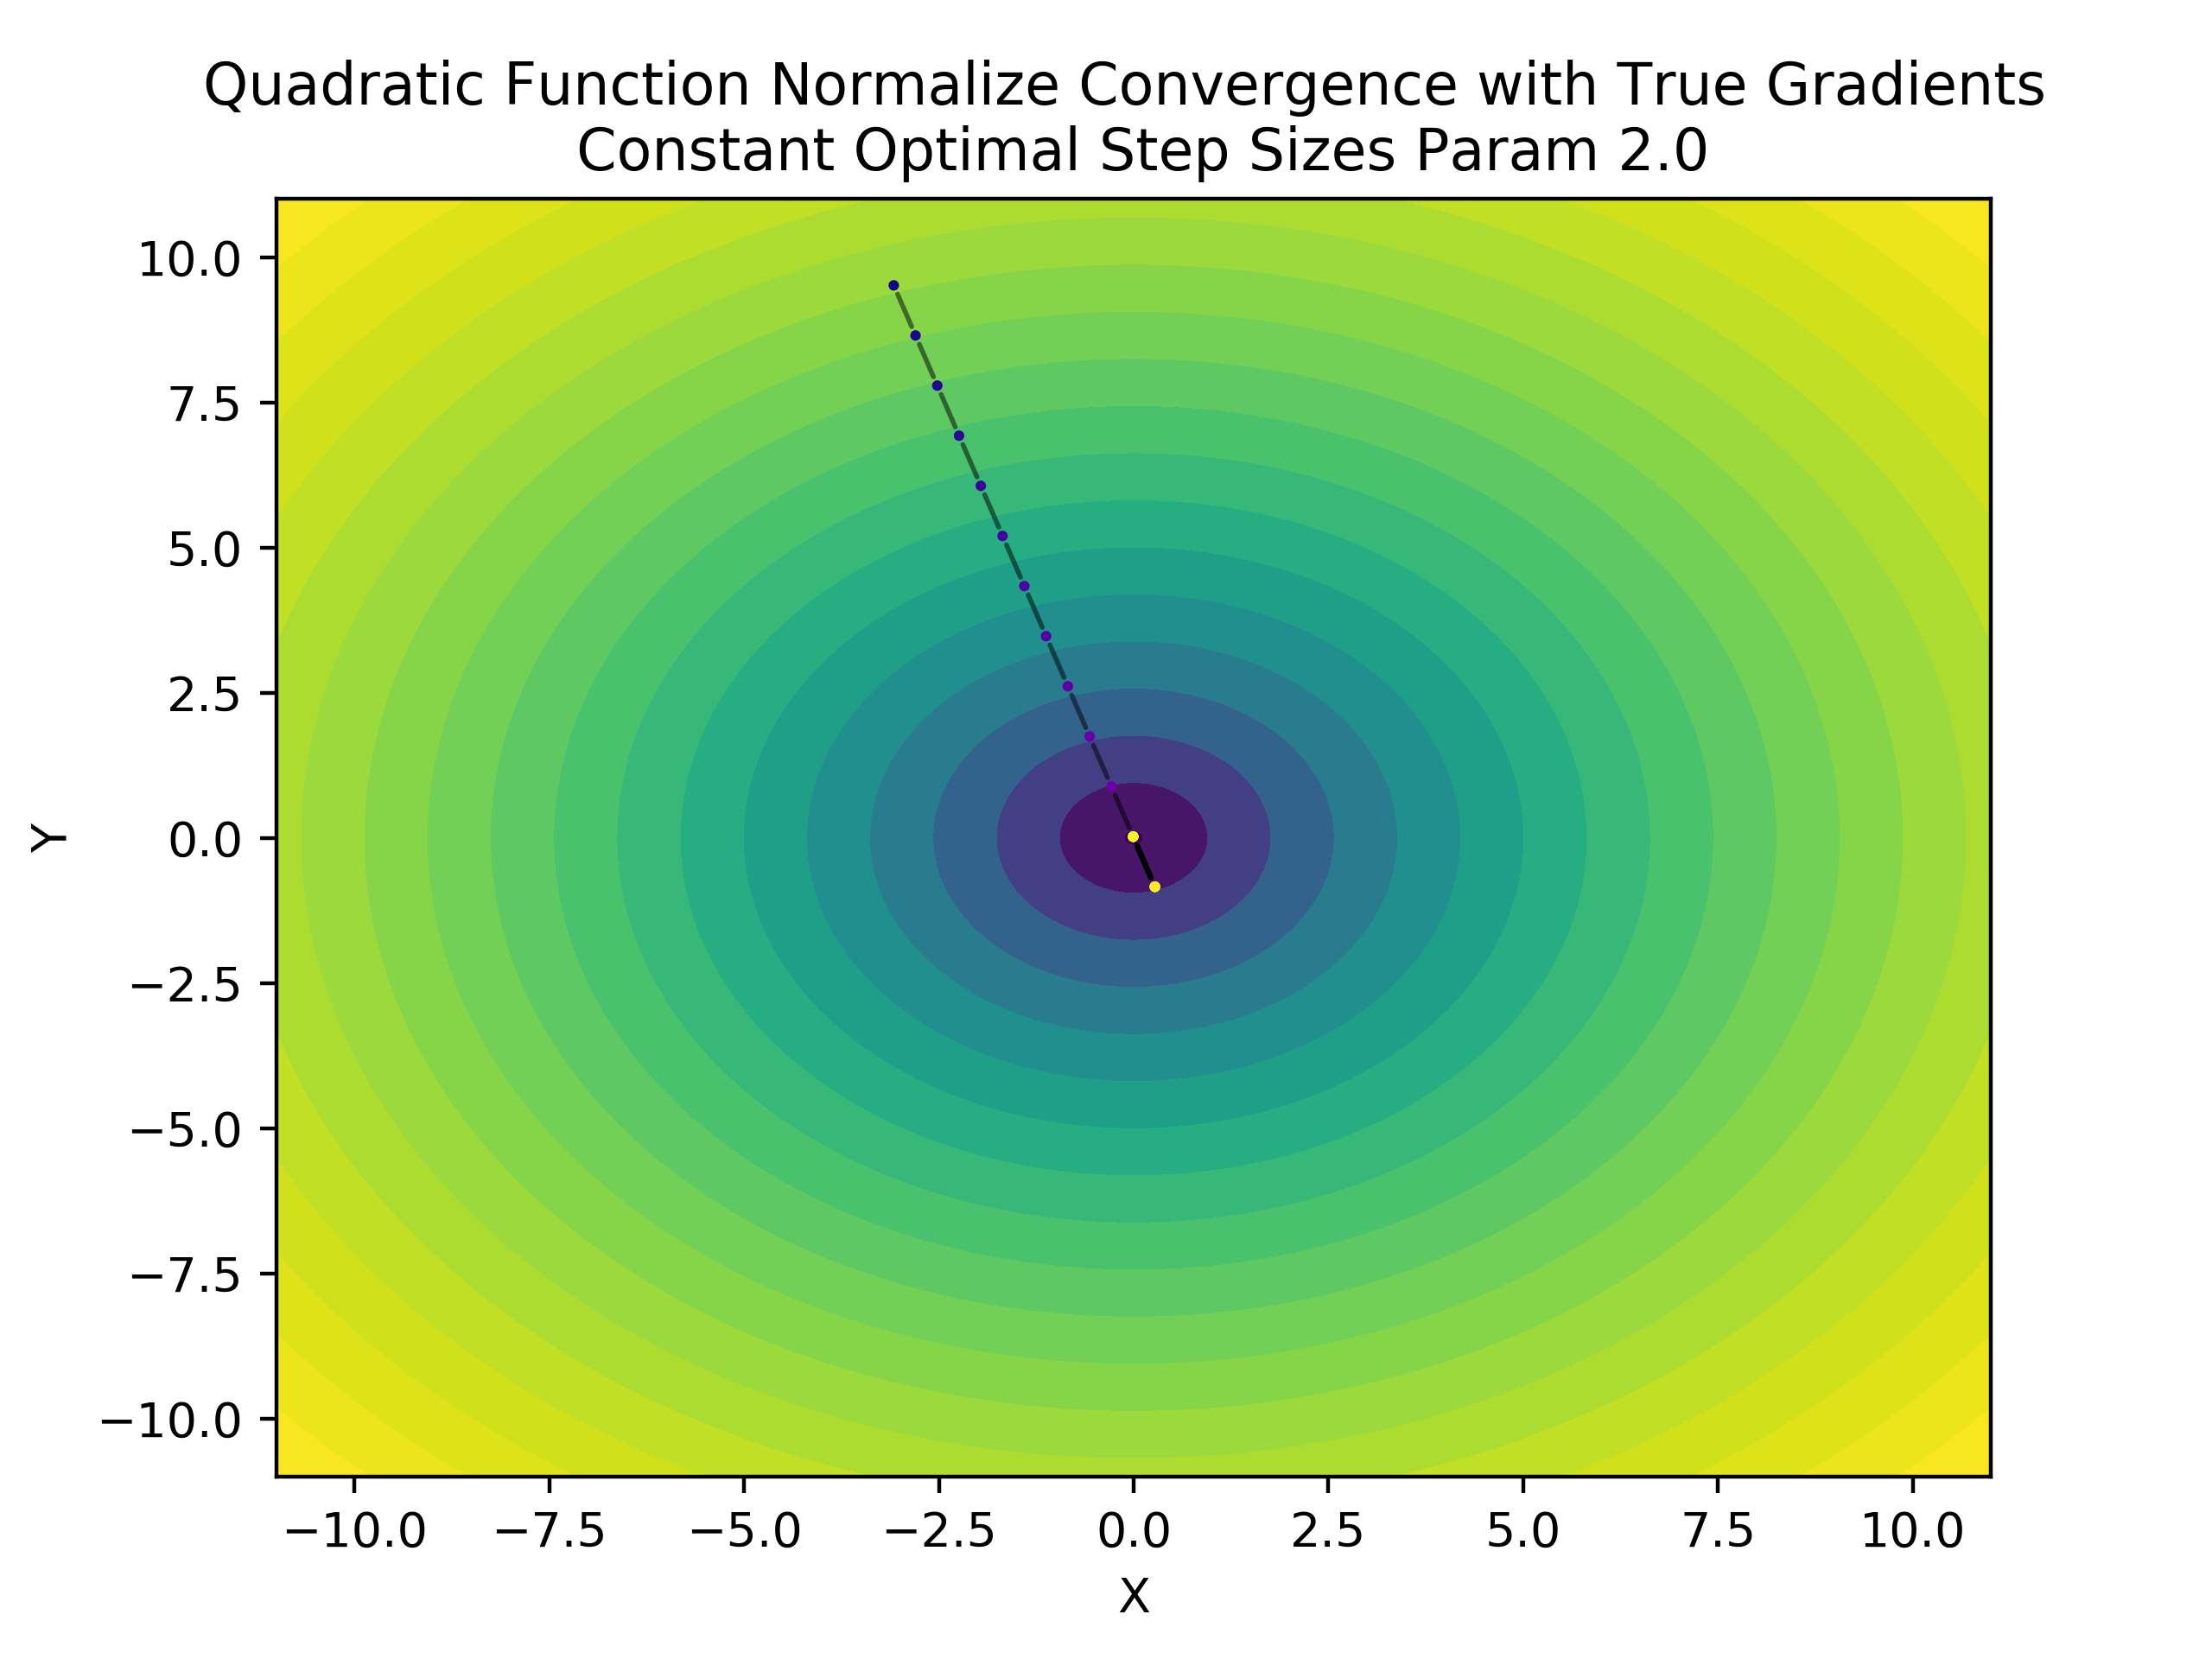 Quadratic Function Normalize Convergence with True Gradients
Constant Optimal Step Sizes Param 2.0
10.0
7.5
5.0
2.5
0.0
−2.5
−5.0
−7.5
−10.0
Y
−10.0 −7.5 −5.0 −2.5 0.0 2.5 5.0 7.5 10.0
X